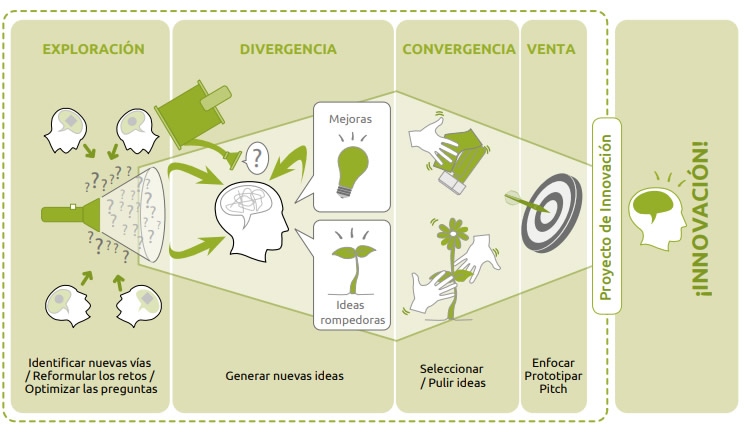 EXPLORACIÓN
DIVERGENCIA
CONVERGENCIA
VENTA
Mejoras
?
Ideas
rompedoras
Proyecto de Innovación
¡INNOVACIÓN!
Identificar nuevas vías
/ Reformular los retos /
Optimizar las preguntas
Generar nuevas ideas
Seleccionar
/ Pulir ideas
Enfocar
Prototipar
Pitch